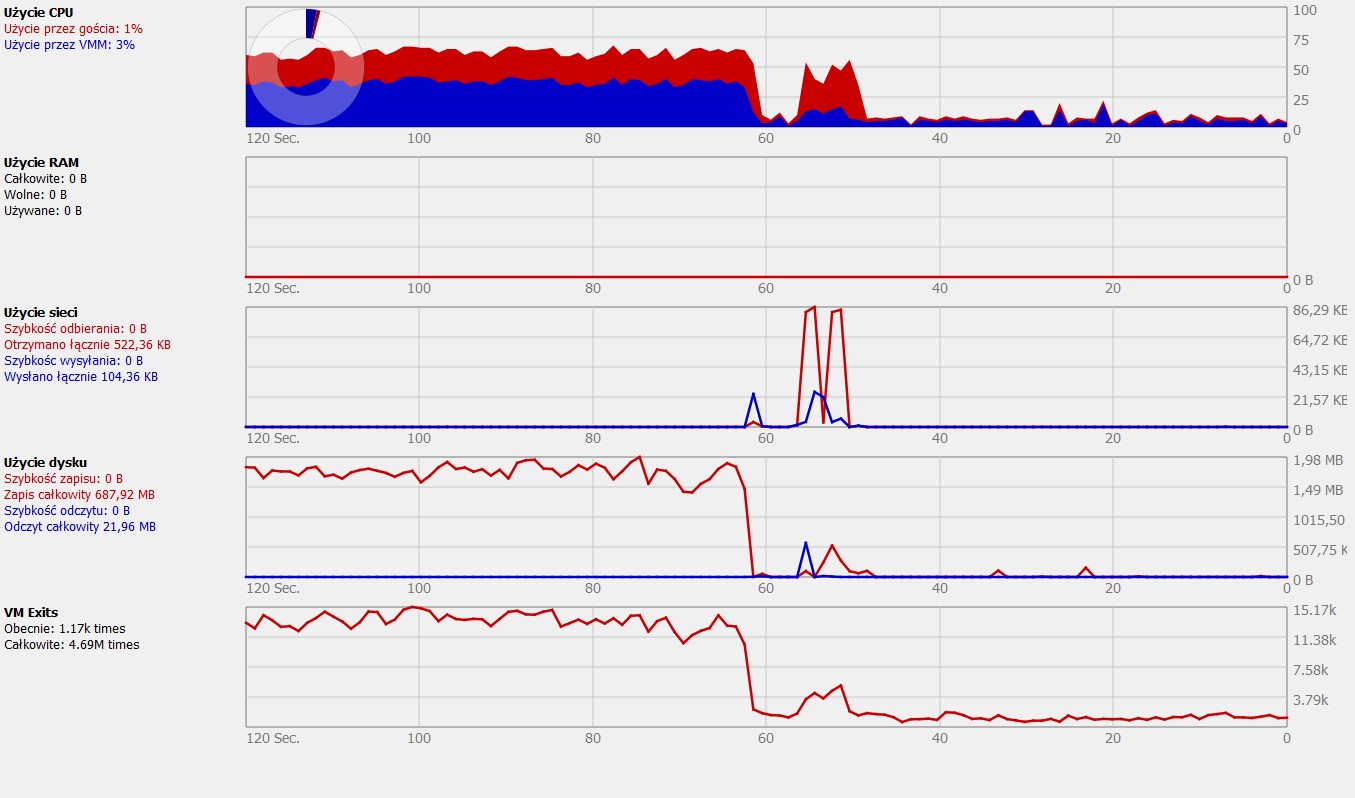 Użycie CPU
Użycie przez gościa: 1%
Użycie przez VMM: 3%
100
75
50
25
0
120 Sec.
100
80
60
40
20
0
Użycie RAM
Całkowite: 0 B
Wolne: 0 B
Używane: 0 B
0 B
120 Sec.
100
80
60
40
20
0
Użycie sieci
Szybkość odbierania: 0 B
Otrzymano łącznie 522,36 KB
Szybkośc wysyłania: 0 B
Wysłano łącznie 104,36 KB
86,29 KB
64,72 KB
43,15 KB
21,57 KB
0 B
120 Sec.
100
80
60
40
20
0
Użycie dysku
Szybkość zapisu: 0 B
Zapis całkowity 687,92 MB
Szybkość odczytu: 0 B
Odczyt całkowity 21,96 MB
1,98 MB
1,49 MB
1015,50
507,75 K
0 B
120 Sec.
100
80
60
40
20
0
VM Exits
Obecnie: 1.17k times
Całkowite: 4.69M times
15.17k
11.38k
7.58k
3.79k
120 Sec.
100
80
60
40
20
0